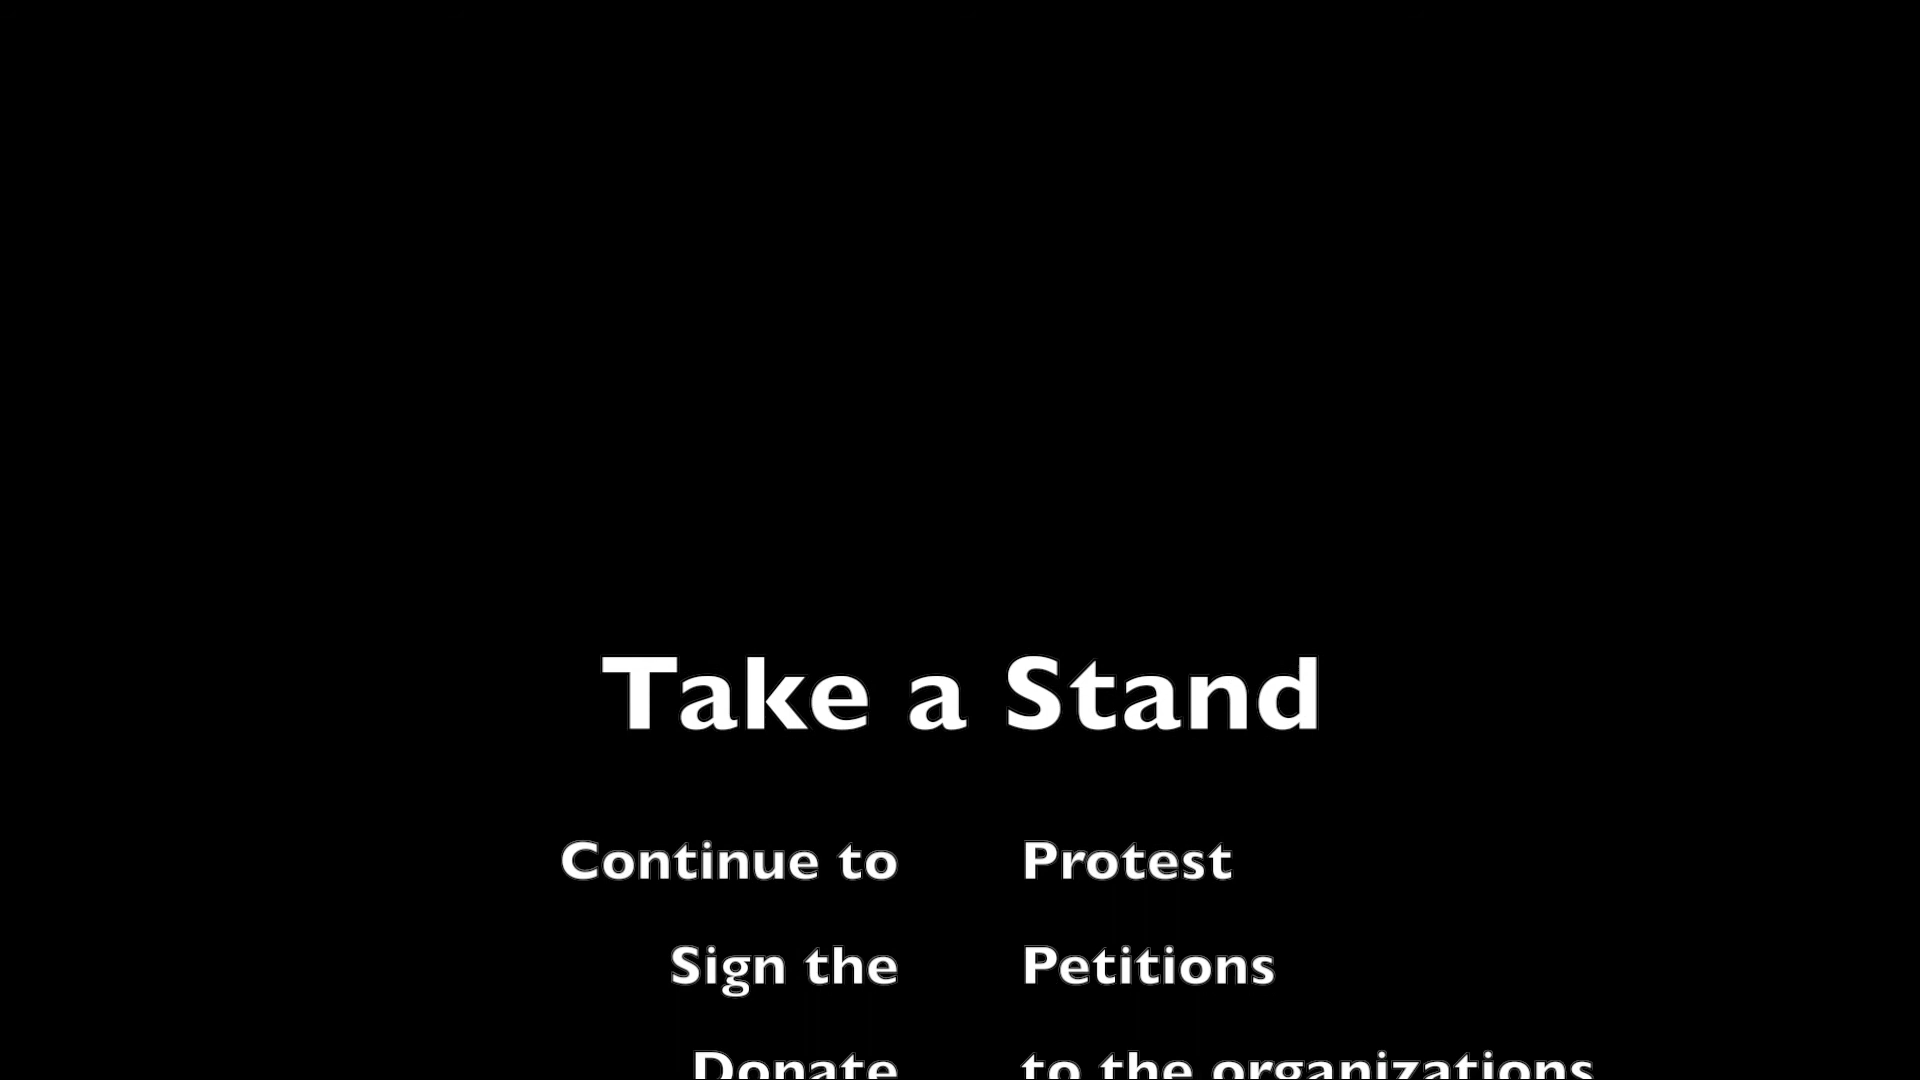 Take a Stand
Continue to Protest
Sign the Petitions
Donate to the organizations